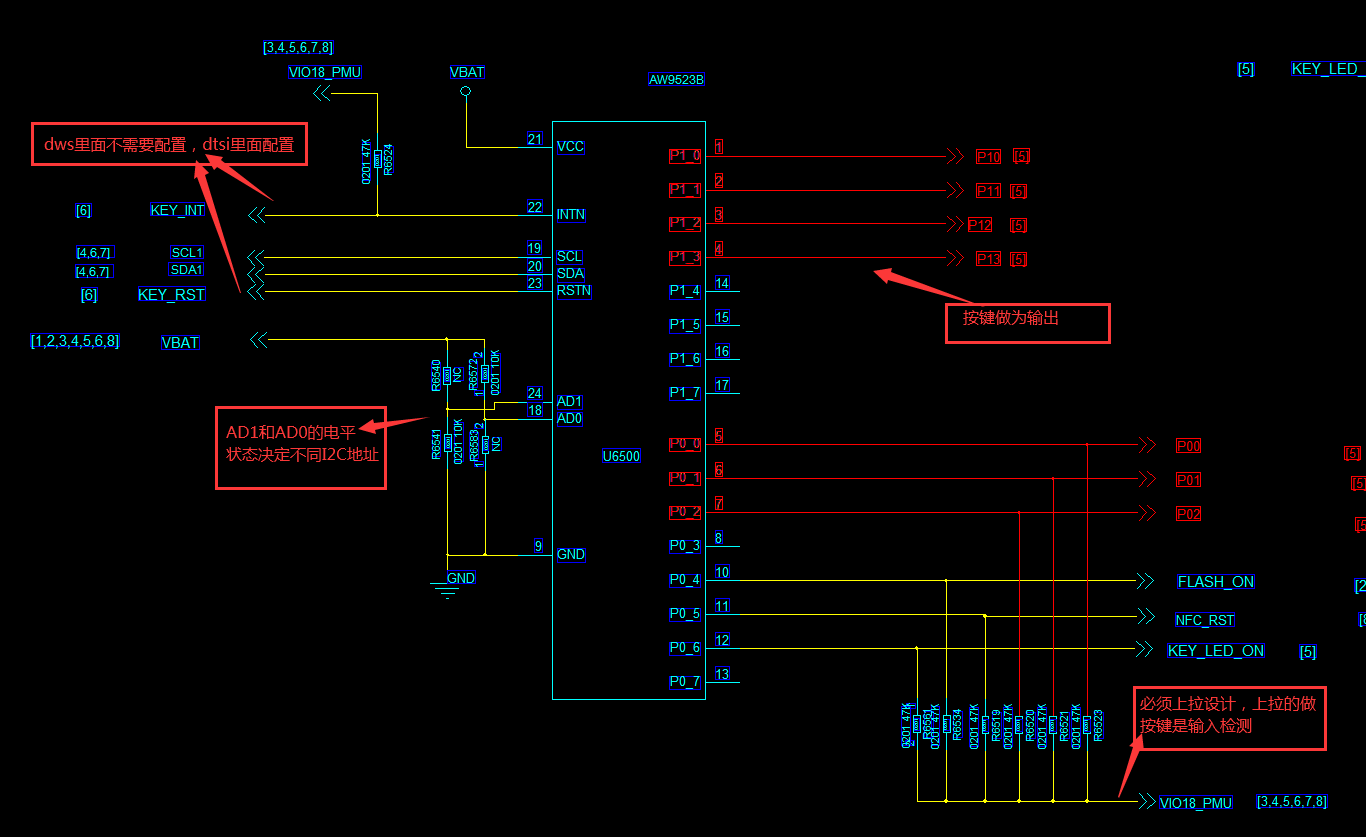 [3,4,5,6,7,8]
VIO18_PMU
VBAT
AW9523B
[5] KEY_LED_
dws里面不需要配置，dtsi里面配置
0201 47K
R6524
21 VCC
[6] KEY_INT
22 INTN
[4,6,7] SCL1
19 SCL
[4,6,7] SDA1
20 SDA
[6] KEY_RST
23 RSTN
[1,2,3,4,5,6,8] VBAT
R6540
NC
R6572
0201 10K
1
2
24 AD1
18 AD0
AD1和AD0的电平
状态决定不同I2C地址
R6541
0201 10K
R6583
NC
1
2
9 GND
GND
U6500
P1_0 1 P10 [5]
P1_1 2 P11 [5]
P1_2 3 P12 [5]
P1_3 4 P13 [5]
P1_4 14
按键做为输出
P1_5 15
P1_6 16
P1_7 17
P0_0 5 P00 [5]
P0_1 6 P01 [5]
P0_2 7 P02 [5
P0_3 8
P0_4 10 FLASH_ON [2
P0_5 11 NFC_RST [8
P0_6 12 KEY_LED_ON [5]
P0_7 13
必须上拉设计，上拉的做
按键是输入检测
0201 47K
0201 47K
R6534
0201 47K
R6519
0201 47K
R6520
0201 47K
R6521
0201 47K
R6523
VIO18_PMU [3,4,5,6,7,8]